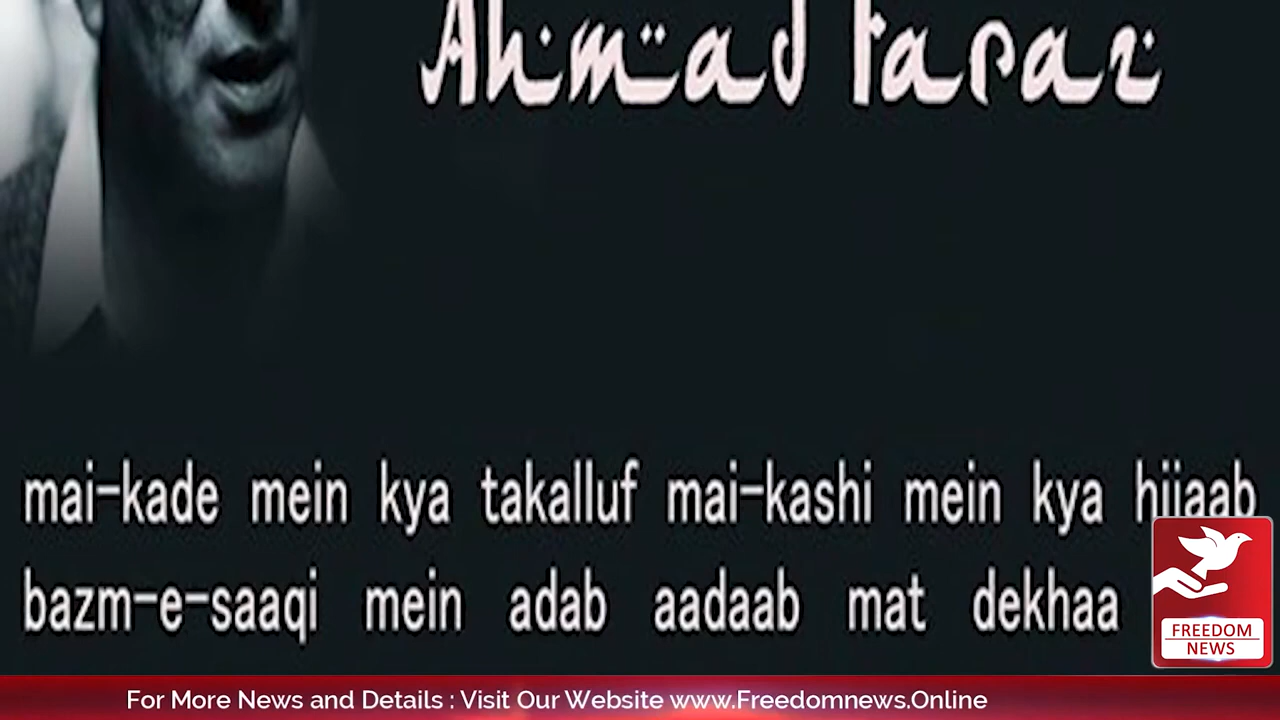 Ahmad Faraz
mai-kade mein kya takalluf mai-kashi mein kya hijaab
bazm-e-saaqi mein adab aadaab mat dekhaa
FREEDOM
NEWS
For More News and Details : Visit Our Website www.Freedomnews.Online